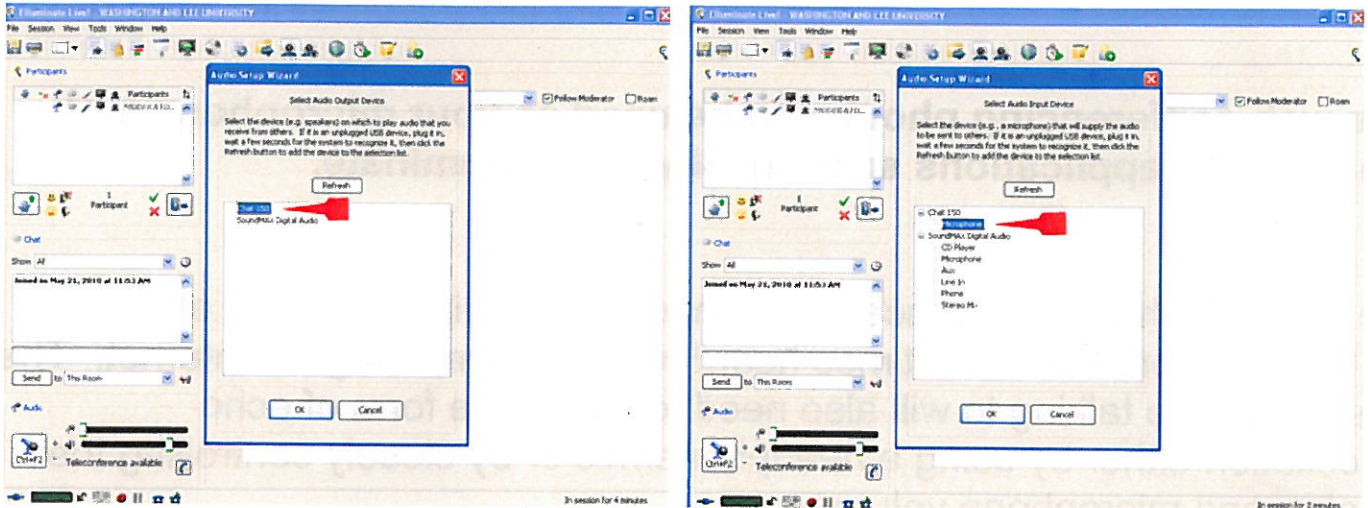 Elluminate Live! - WASHINGTON AND LEE UNIVERSITY
File Session View Tools Window Help
Participants
Participants
MODERATO...
1
Participant
Chat
Show All
Joined on May 21, 2010 at 11:53 AM
Send to This Room
Audio
Ctrl+F2
Teleconference available
Follow Moderator Roam
Audio Setup Wizard
Select Audio Output Device
Select the device (e.g. speakers) on which to play audio that you
receive from others. If it is an unplugged USB device, plug it in,
wait a few seconds for the system to recognize it, then click the
Refresh button to add the device to the selection list.
Refresh
Chat 150
SoundMAX Digital Audio
OK Cancel
In session for 4 minutes
Elluminate Live! - WASHINGTON AND LEE UNIVERSITY
File Session View Tools Window Help
Participants
Participants
MODERATO...
1
Participant
Chat
Show All
Joined on May 21, 2010 at 11:53 AM
Send to This Room
Audio
Ctrl+F2
Teleconference available
Follow Moderator Roam
Audio Setup Wizard
Select Audio Input Device
Select the device (e.g., a microphone) that will supply the audio
to be sent to others. If it is an unplugged USB device, plug it in,
wait a few seconds for the system to recognize it, then click the
Refresh button to add the device to the selection list.
Refresh
Chat 150
Microphone
SoundMAX Digital Audio
CD Player
Microphone
Aux
Line In
Phone
Stereo Mix
OK Cancel
In session for 2 minutes